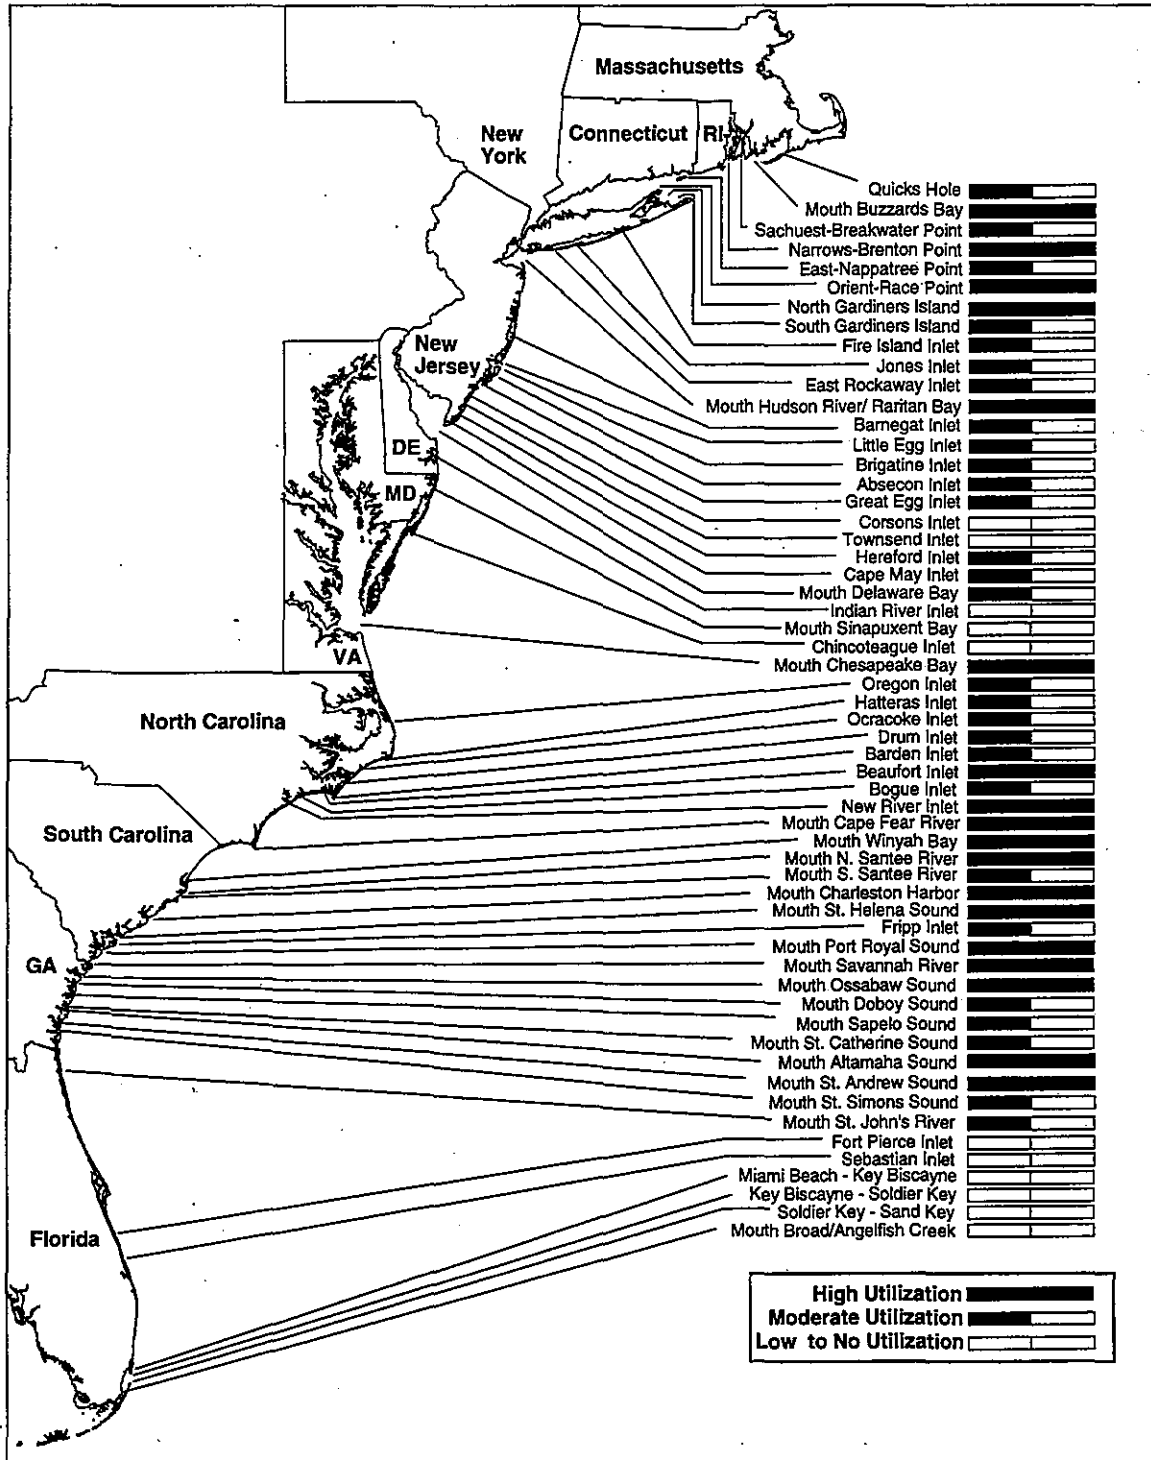 Massachusetts
New
York
Connecticut
RI
New
Jersey
DE
MD
VA
North Carolina
South Carolina
GA
Florida
Quicks Hole
Mouth Buzzards Bay
Sachuest-Breakwater Point
Narrows-Brenton Point
East-Nappatree Point
Orient-Race Point
North Gardiners Island
South Gardiners Island
Fire Island Inlet
Jones Inlet
East Rockaway Inlet
Mouth Hudson River/ Raritan Bay
Barnegat Inlet
Little Egg Inlet
Brigatine Inlet
Absecon Inlet
Great Egg Inlet
Corsons Inlet
Townsend Inlet
Hereford Inlet
Cape May Inlet
Mouth Delaware Bay
Indian River Inlet
Mouth Sinapuxent Bay
Chincoteague Inlet
Mouth Chesapeake Bay
Oregon Inlet
Hatteras Inlet
Ocracoke Inlet
Drum Inlet
Barden Inlet
Beaufort Inlet
Bogue Inlet
New River Inlet
Mouth Cape Fear River
Mouth Winyah Bay
Mouth N. Santee River
Mouth S. Santee River
Mouth Charleston Harbor
Mouth St. Helena Sound
Fripp Inlet
Mouth Port Royal Sound
Mouth Savannah River
Mouth Ossabaw Sound
Mouth Doboy Sound
Mouth Sapelo Sound
Mouth St. Catherine Sound
Mouth Altamaha Sound
Mouth St. Andrew Sound
Mouth St. Simons Sound
Mouth St. John's River
Fort Pierce Inlet
Sebastian Inlet
Miami Beach - Key Biscayne
Key Biscayne - Soldier Key
Soldier Key - Sand Key
Mouth Broad/Angelfish Creek
High Utilization
Moderate Utilization
Low to No Utilization